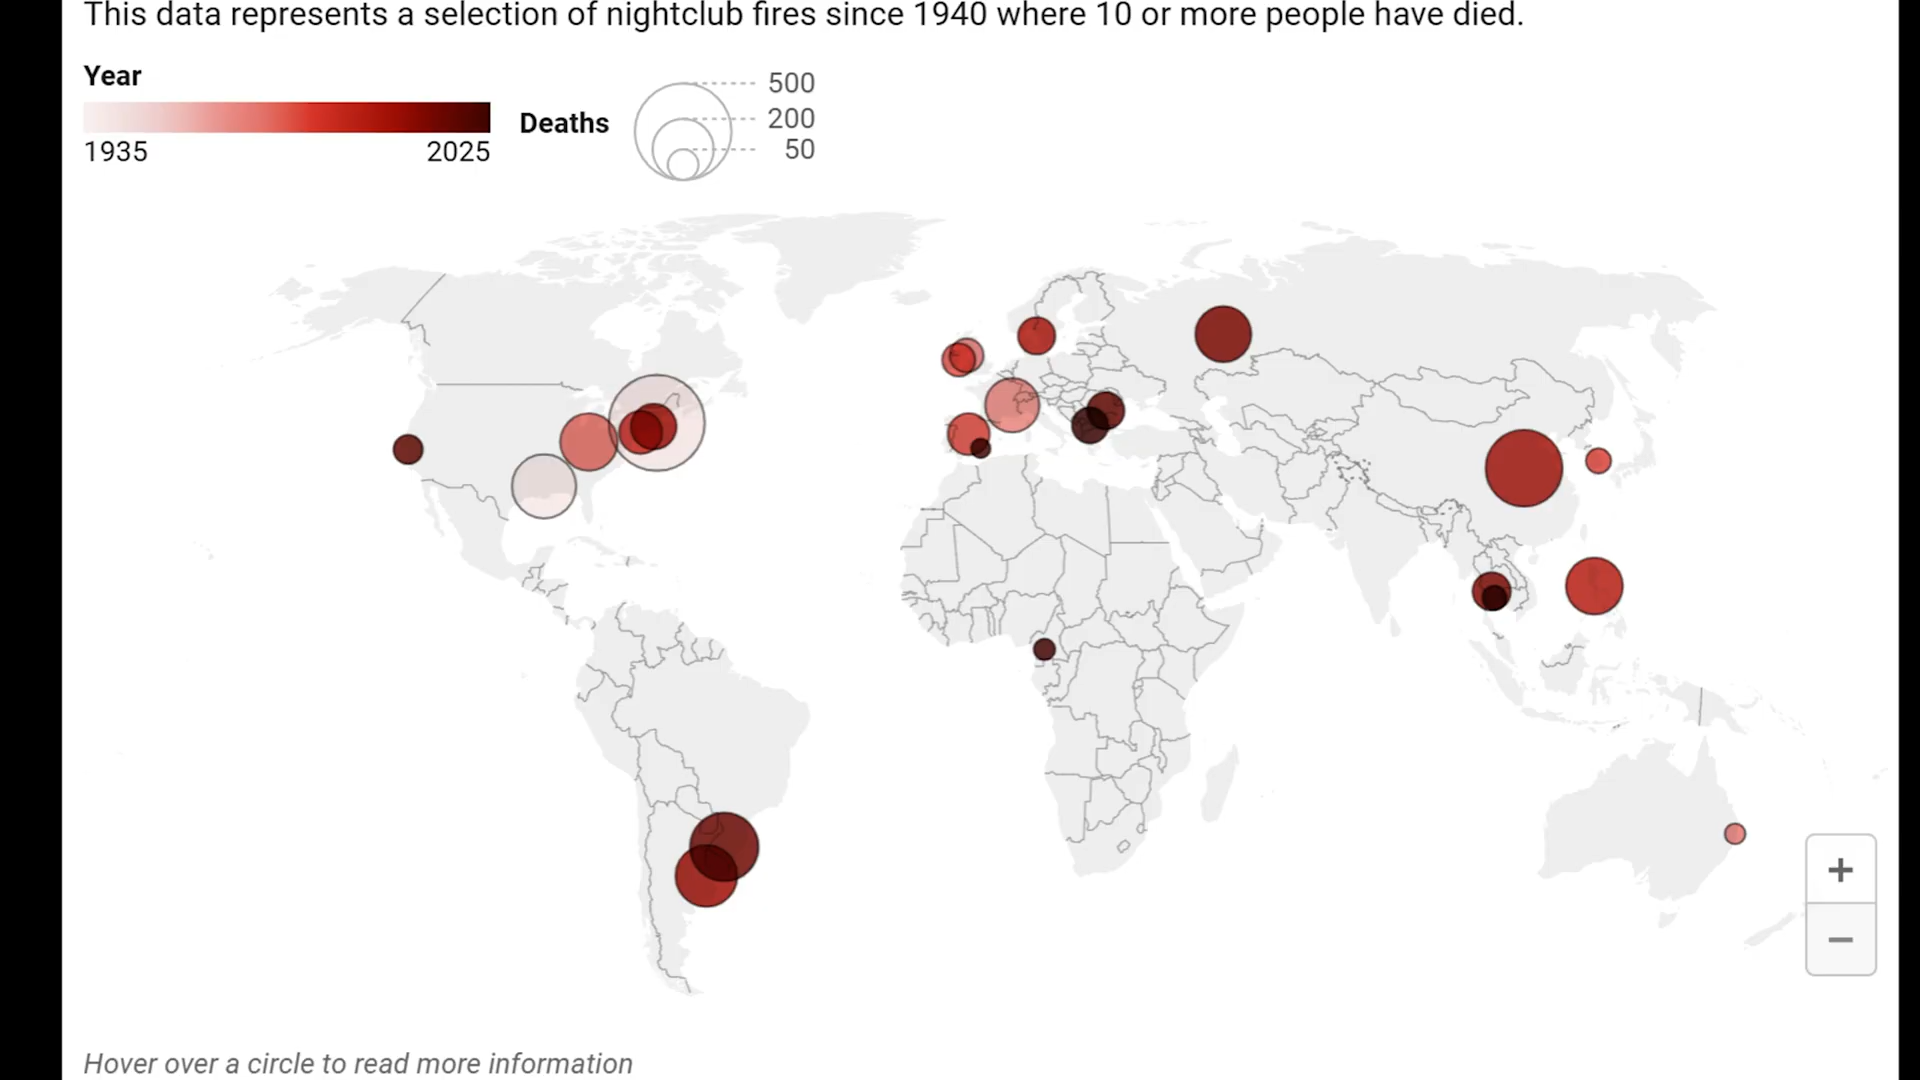 This data represents a selection of nightclub fires since 1940 where 10 or more people have died.
Year
1935 2025
Deaths
500
200
50
+
−
Hover over a circle to read more information